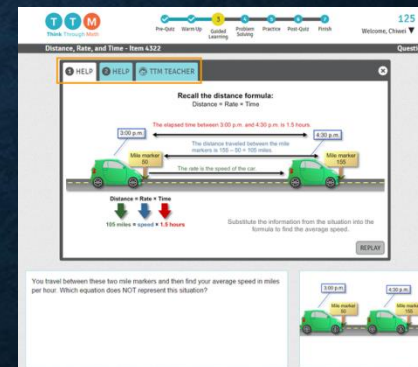 TTM
Think Through Math
Pre-Quiz
Warm Up
3
Guided Learning
Problem Solving
Practice
Post-Quiz
Finish
125
Welcome, Chiwei
Distance, Rate, and Time - Item 4322
Questi
1 HELP
2 HELP
TTM TEACHER
Recall the distance formula:
Distance = Rate × Time
The elapsed time between 3:00 p.m. and 4:30 p.m. is 1.5 hours.
3:00 p.m.
4:30 p.m.
The distance traveled between the mile
markers is 155 − 50 = 105 miles.
Mile marker
50
Mile marker
155
The rate is the speed of the car.
Distance = Rate × Time
155 miles = speed × 1.5 hours
Substitute the information from the situation into the
formula to find the average speed.
REPLAY
You travel between these two mile markers and then find your average speed in miles
per hour. Which equation does NOT represent this situation?
3:00 p.m.
4:30 p.m.
Mile marker
50